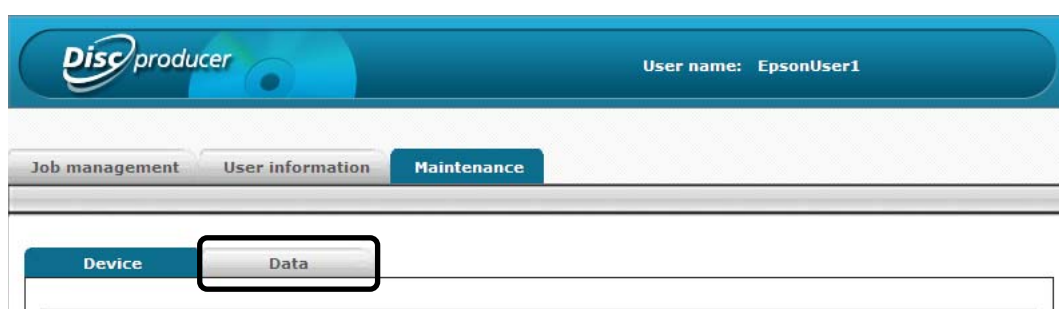 Disc producer
User name: EpsonUser1
Job management User information Maintenance
Device Data